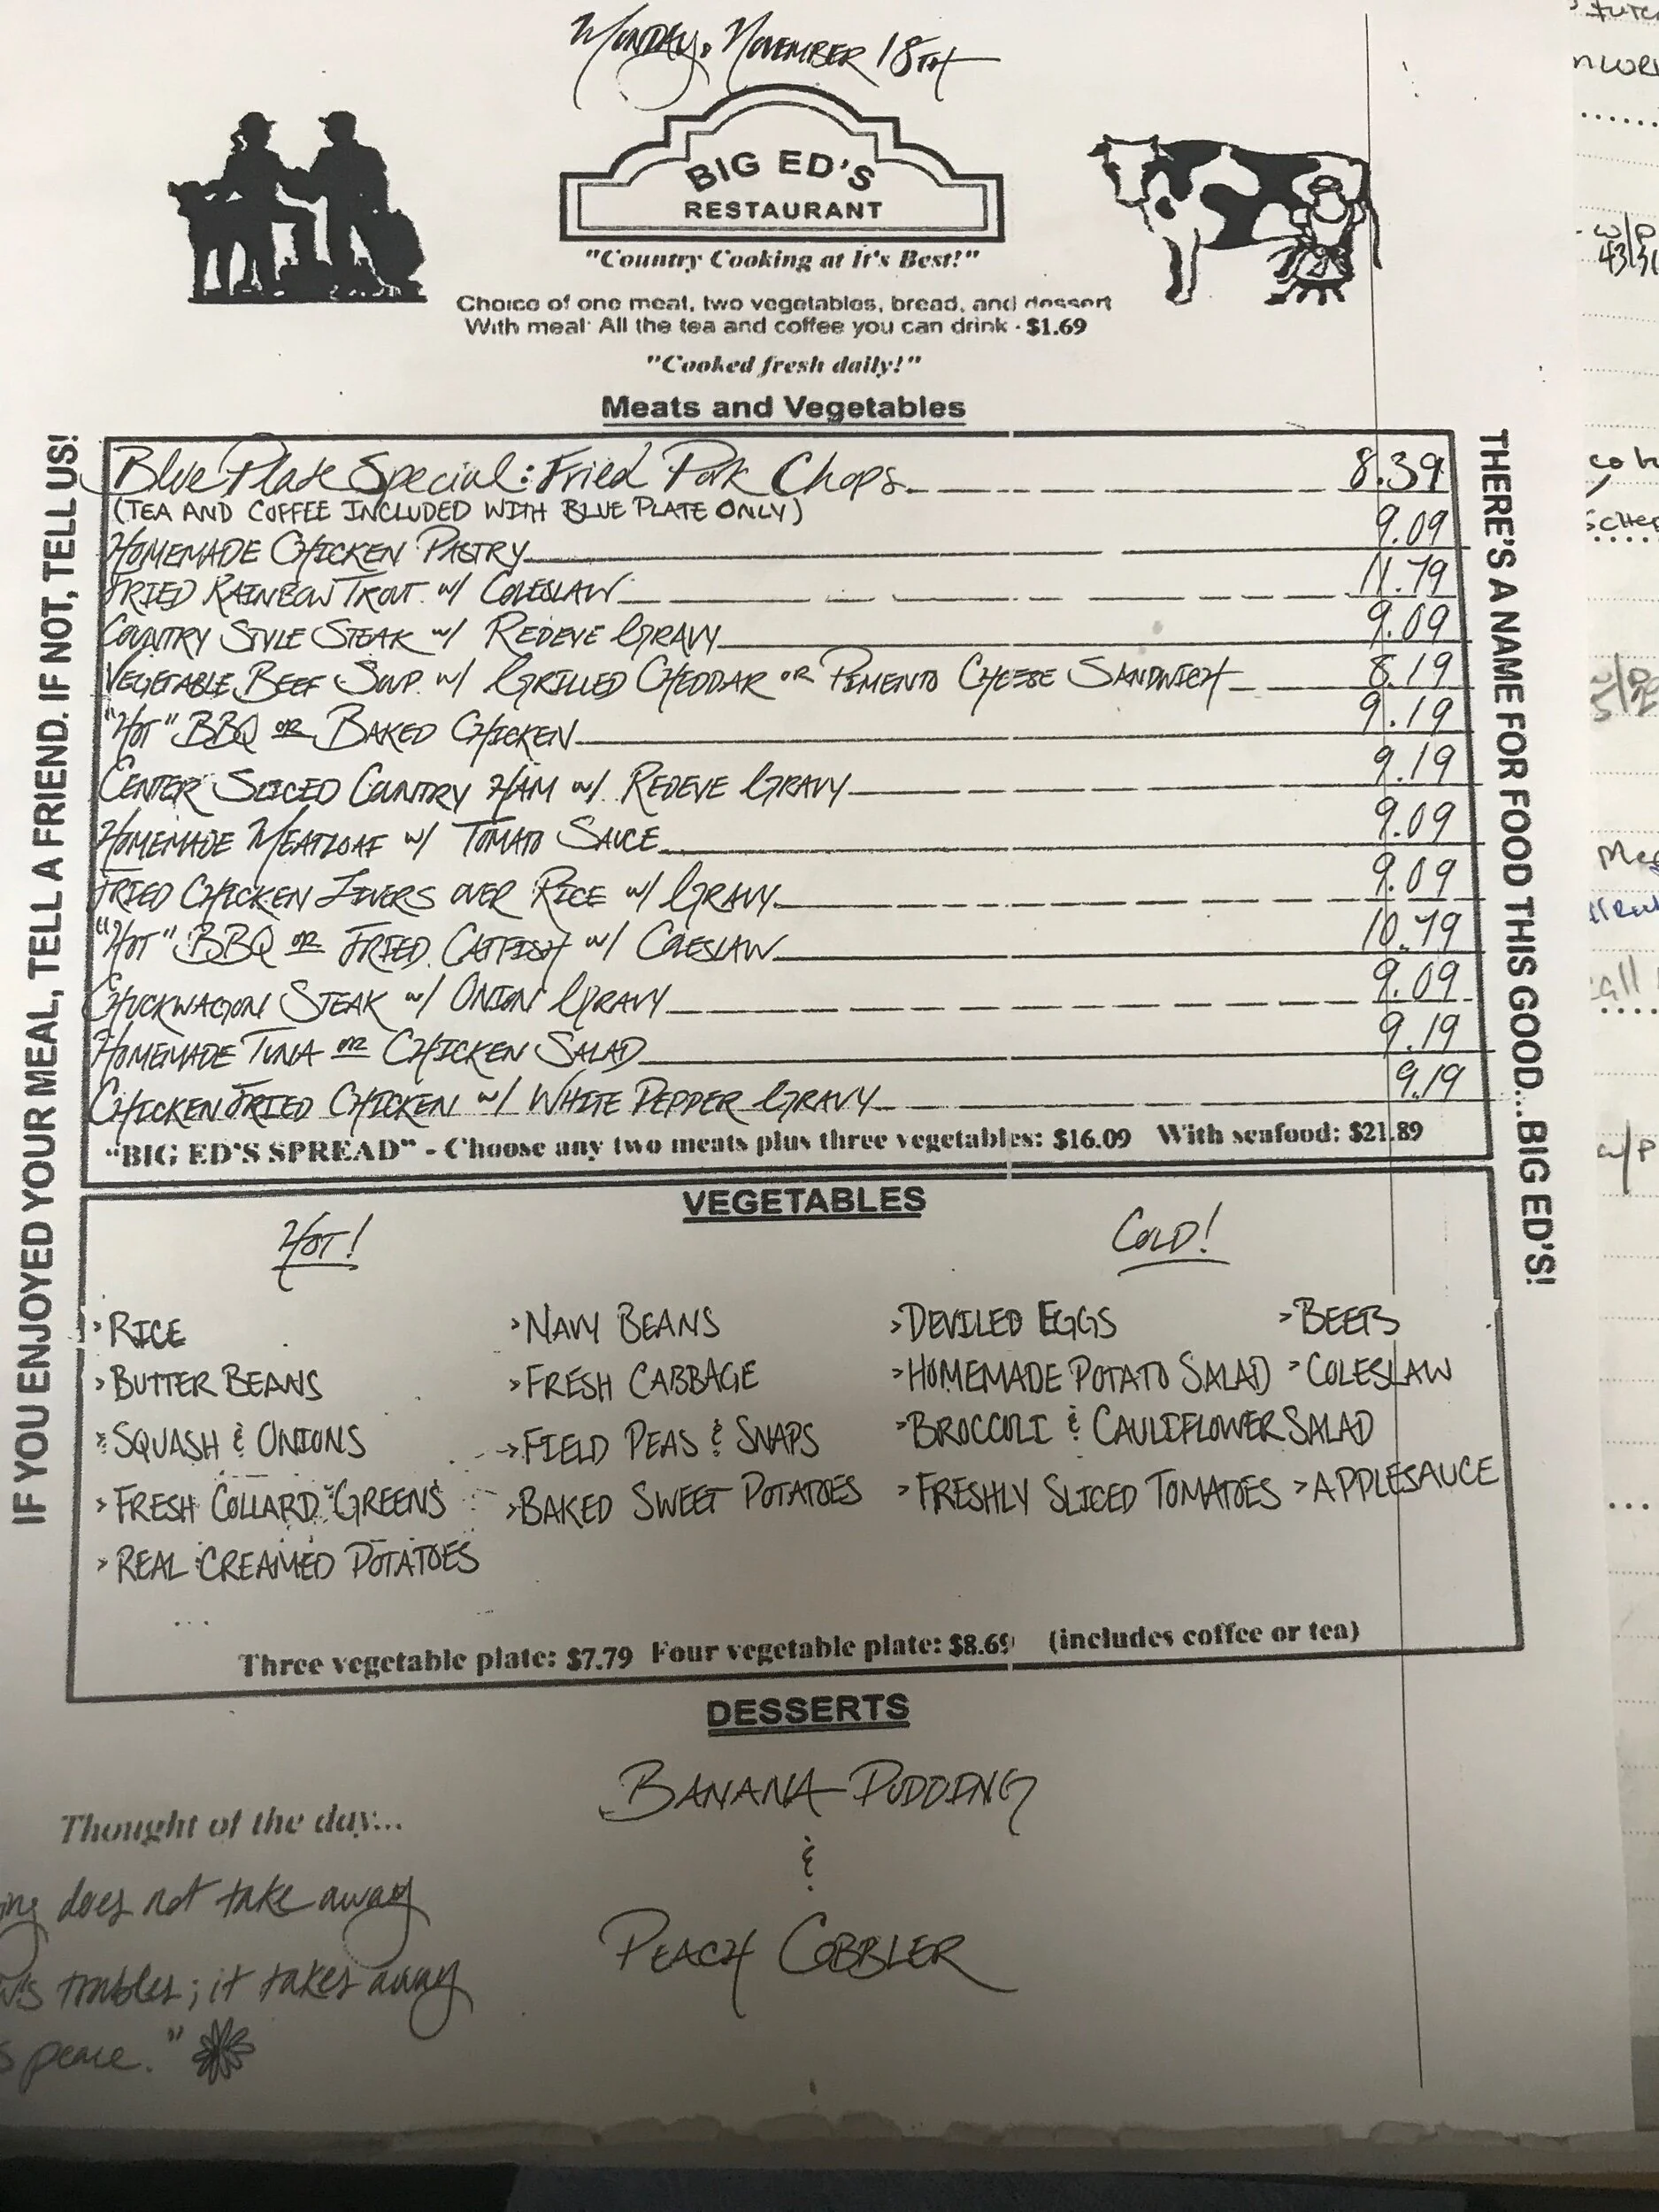 MONDAY, NOVEMBER 18TH
BIG ED'S
RESTAURANT
"Country Cooking at It's Best!"
Choice of one meat, two vegetables, bread, and dessert
With meal: All the tea and coffee you can drink - $1.69
"Cooked fresh daily!"
Meats and Vegetables
IF YOU ENJOYED YOUR MEAL, TELL A FRIEND. IF NOT, TELL US!
Blue Plate Special: Fried Pork Chops 8.39
(TEA AND COFFEE INCLUDED WITH BLUE PLATE ONLY)
HOMEMADE CHICKEN PASTRY 9.09
FRIED RAINBOW TROUT w/ COLESLAW 11.79
COUNTRY STYLE STEAK w/ REDEYE GRAVY 9.09
VEGETABLE BEEF SOUP w/ GRILLED CHEDDAR OR PIMENTO CHEESE SANDWICH 8.19
"HOT" BBQ OR BAKED CHICKEN 9.19
CENTER SLICED COUNTRY HAM w/ REDEYE GRAVY 9.19
HOMEMADE MEATLOAF w/ TOMATO SAUCE 9.09
FRIED CHICKEN LIVERS OVER RICE w/ GRAVY 9.09
"HOT" BBQ OR FRIED CATFISH w/ COLESLAW 10.79
CHUCKWAGON STEAK w/ ONION GRAVY 9.09
HOMEMADE TUNA OR CHICKEN SALAD 9.19
CHICKEN FRIED CHICKEN w/ WHITE PEPPER GRAVY 9.19
"BIG ED'S SPREAD" - Choose any two meats plus three vegetables: $16.09 With seafood: $21.89
THERE'S A NAME FOR FOOD THIS GOOD...BIG ED'S!
VEGETABLES
HOT! COLD!
>RICE >NAVY BEANS >DEVILED EGGS >BEETS
>BUTTER BEANS >FRESH CABBAGE >HOMEMADE POTATO SALAD >COLESLAW
>SQUASH & ONIONS >FIELD PEAS & SNAPS >BROCCOLI & CAULIFLOWER SALAD
>FRESH COLLARD GREENS >BAKED SWEET POTATOES >FRESHLY SLICED TOMATOES >APPLESAUCE
>REAL CREAMED POTATOES
Three vegetable plate: $7.79 Four vegetable plate: $8.69 (includes coffee or tea)
DESSERTS
BANANA PUDDING
&
PEACH COBBLER
Thought of the day...
ing does not take away
w's troubles; it takes away
s peace."